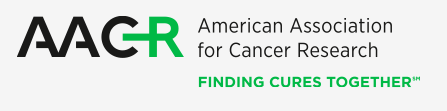 AACR American Association
for Cancer Research
FINDING CURES TOGETHER℠